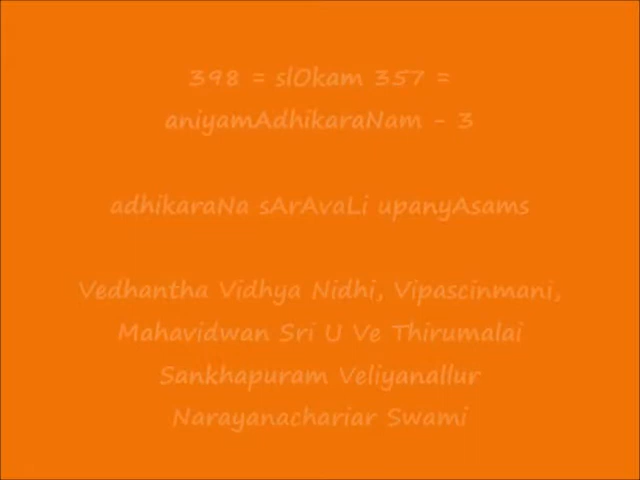 398 = slOkam 357 =
aniyamAdhikaraNam - 3
adhikaraNa sArAvaLi upanyAsams
Vedhantha Vidhya Nidhi, Vipascinmani,
Mahavidwan Sri U Ve Thirumalai
Sankhapuram Veliyanallur
Narayanachariar Swami